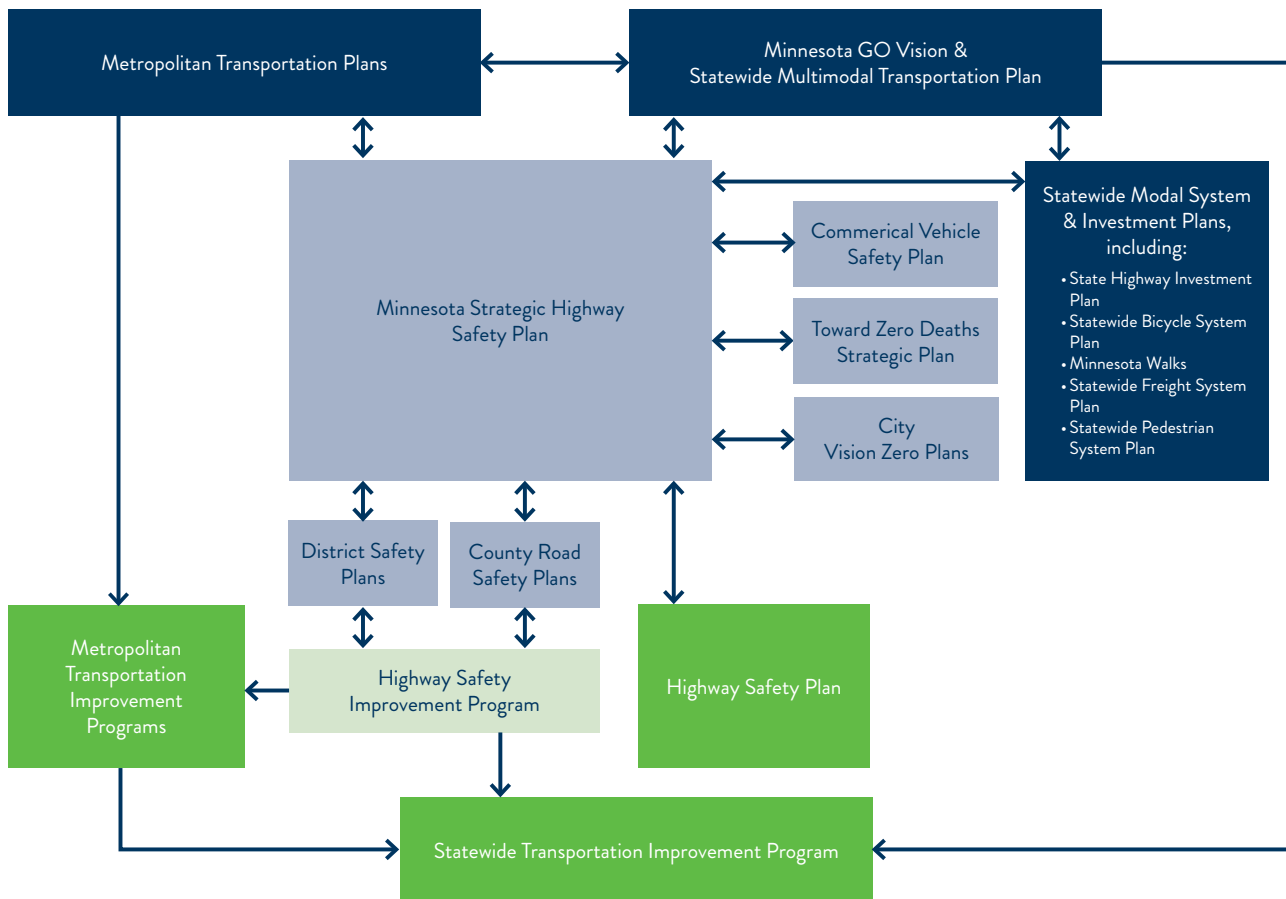 Metropolitan Transportation Plans
Minnesota GO Vision &
Statewide Multimodal Transportation Plan
Minnesota Strategic Highway
Safety Plan
Commerical Vehicle
Safety Plan
Toward Zero Deaths
Strategic Plan
City
Vision Zero Plans
Statewide Modal System
& Investment Plans,
including:
• State Highway Investment
Plan
• Statewide Bicycle System
Plan
• Minnesota Walks
• Statewide Freight System
Plan
• Statewide Pedestrian
System Plan
District Safety
Plans
County Road
Safety Plans
Metropolitan
Transportation
Improvement
Programs
Highway Safety
Improvement Program
Highway Safety Plan
Statewide Transportation Improvement Program